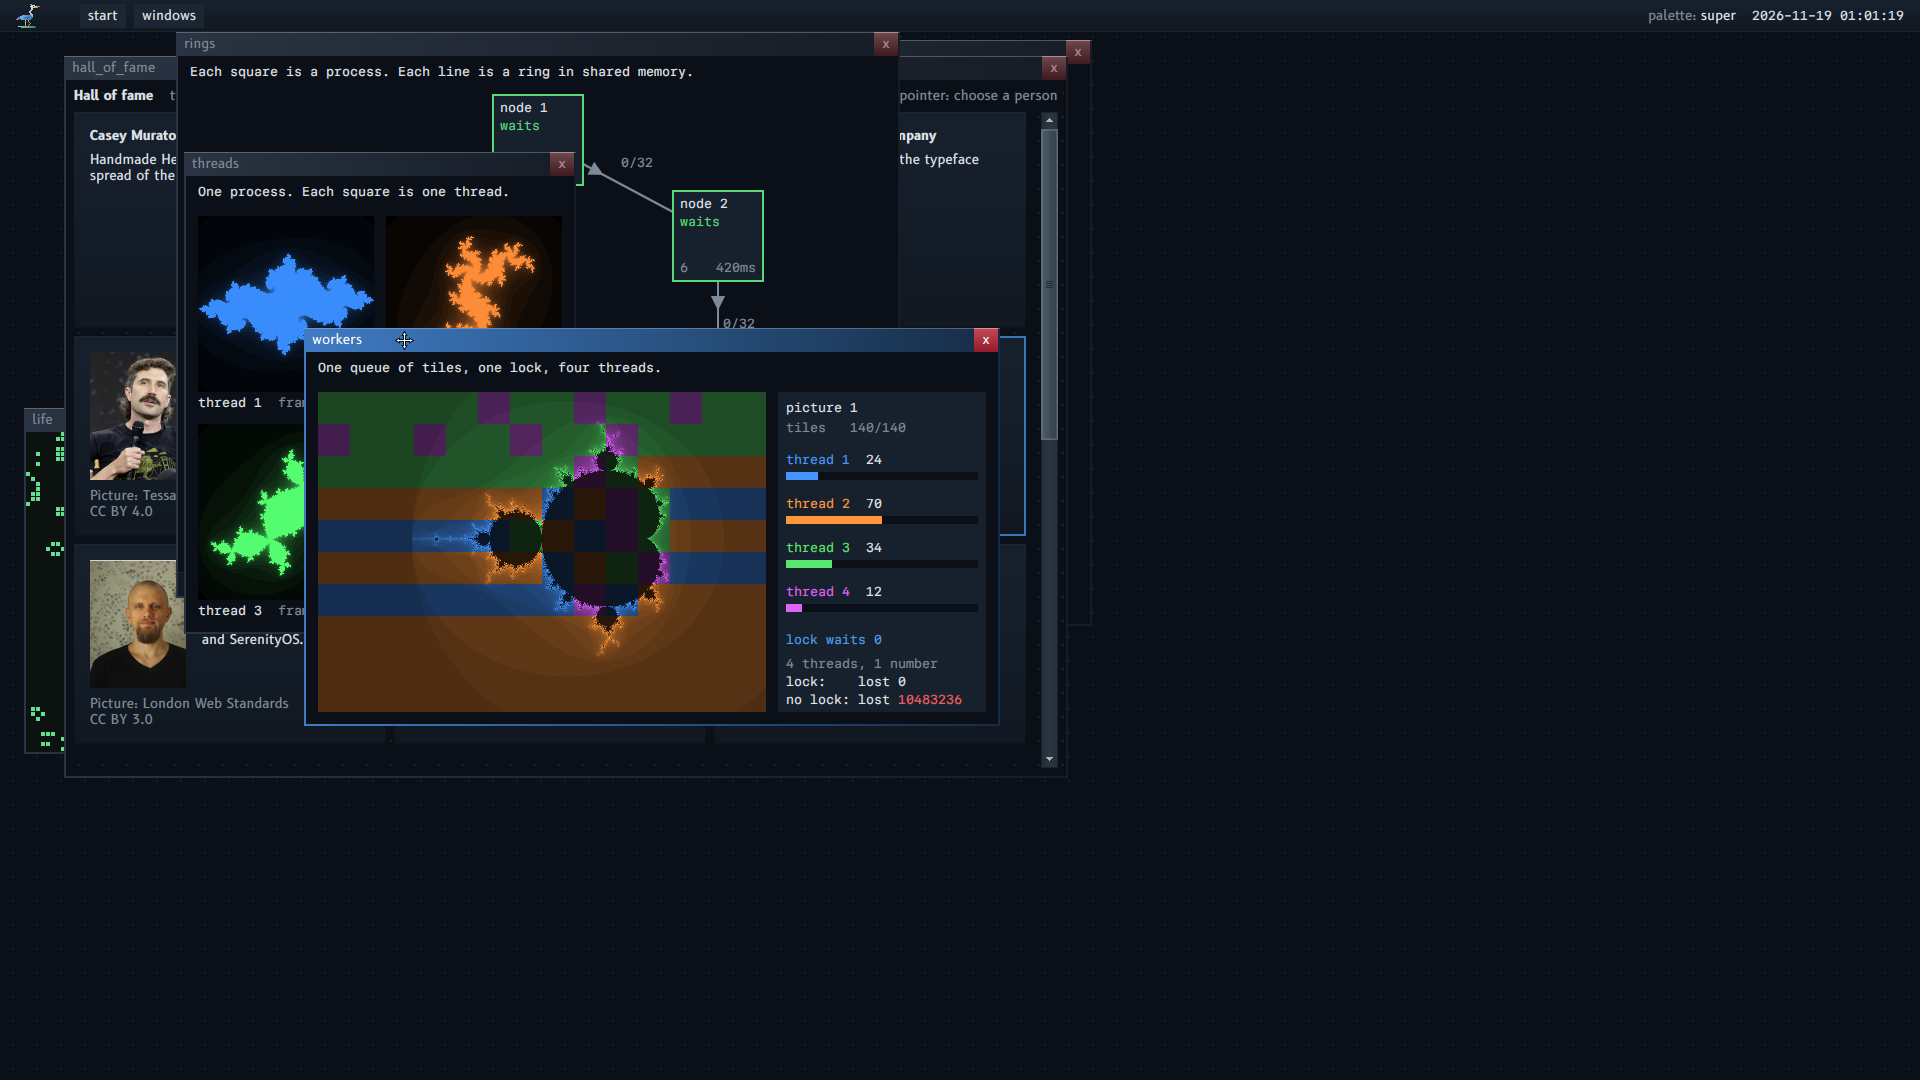 start windows palette: super 2026-11-19 01:01:19
rings x
x
hall_of_fame x
Each square is a process. Each line is a ring in shared memory.
Hall of fame pointer: choose a person
node 1
waits
0/32
node 2
waits
6 420ms
0/32
Casey
Handmade
spread of the
the typeface
threads x
One process. Each square is one thread.
thread 1
thread 3
workers x
One queue of tiles, one lock, four threads.
picture 1
tiles 140/140
thread 1 24
thread 2 70
thread 3 34
thread 4 12
lock waits 0
4 threads, 1 number
lock: lost 0
no lock: lost 10483236
life
Picture: Tessa
CC BY 4.0
and SerenityOS.
Picture: London Web Standards
CC BY 3.0